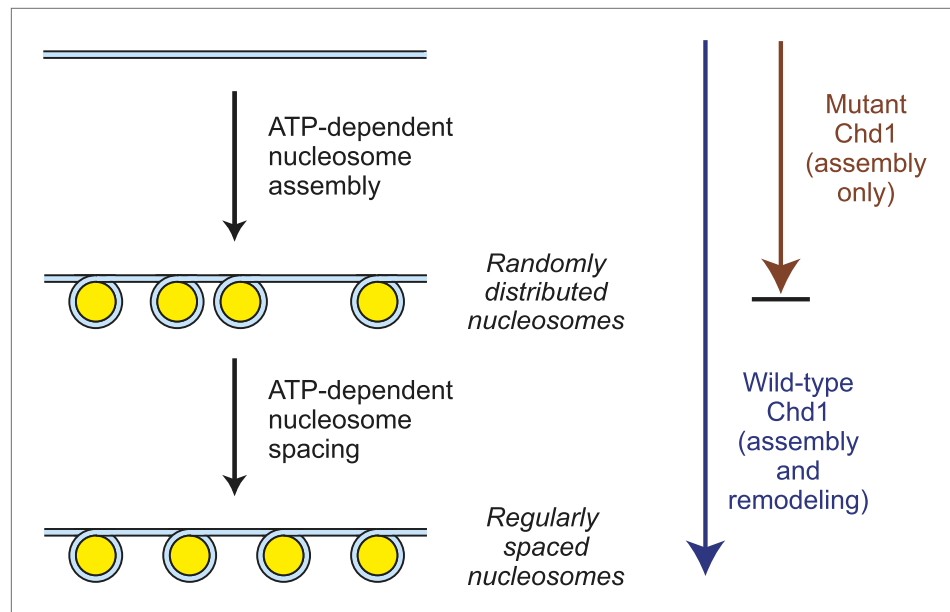 ATP-dependent
nucleosome
assembly
Mutant
Chd1
(assembly
only)
Randomly
distributed
nucleosomes
ATP-dependent
nucleosome
spacing
Wild-type
Chd1
(assembly
and
remodeling)
Regularly
spaced
nucleosomes